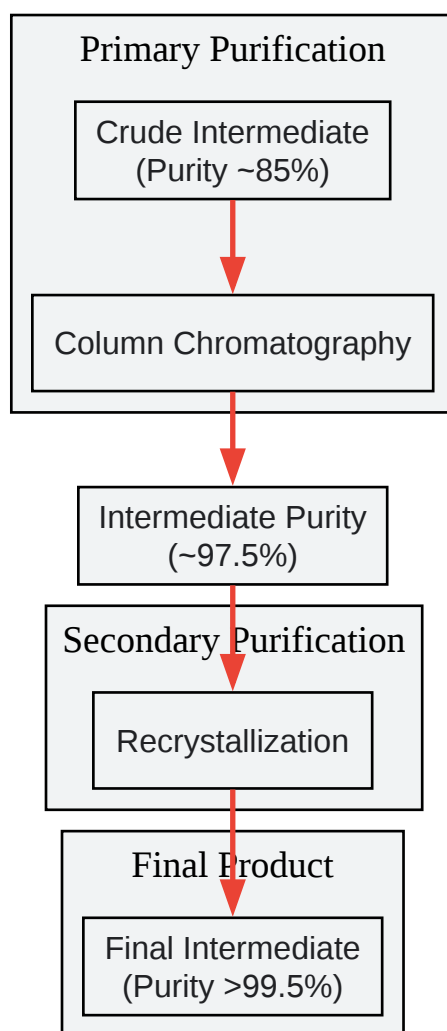 Primary Purification
Crude Intermediate
(Purity ~85%)
Column Chromatography
Intermediate Purity
(~97.5%)
Secondary Purification
Recrystallization
Final Product
Final Intermediate
(Purity >99.5%)